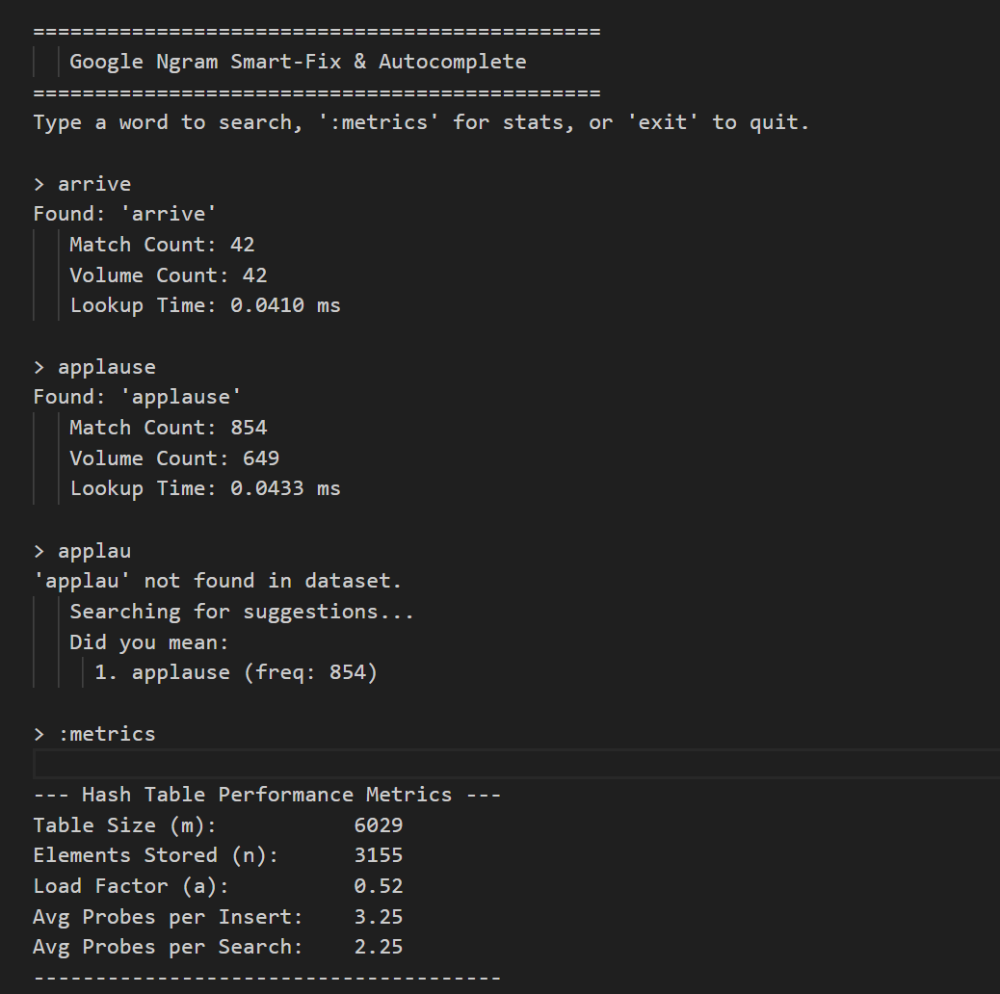 ==============================================
Google Ngram Smart-Fix & Autocomplete
==============================================
Type a word to search, ':metrics' for stats, or 'exit' to quit.
> arrive
Found: 'arrive'
Match Count: 42
Volume Count: 42
Lookup Time: 0.0410 ms
> applause
Found: 'applause'
Match Count: 854
Volume Count: 649
Lookup Time: 0.0433 ms
> applau
'applau' not found in dataset.
Searching for suggestions...
Did you mean:
1. applause (freq: 854)
> :metrics
--- Hash Table Performance Metrics ---
Table Size (m): 6029
Elements Stored (n): 3155
Load Factor (a): 0.52
Avg Probes per Insert: 3.25
Avg Probes per Search: 2.25
--------------------------------------